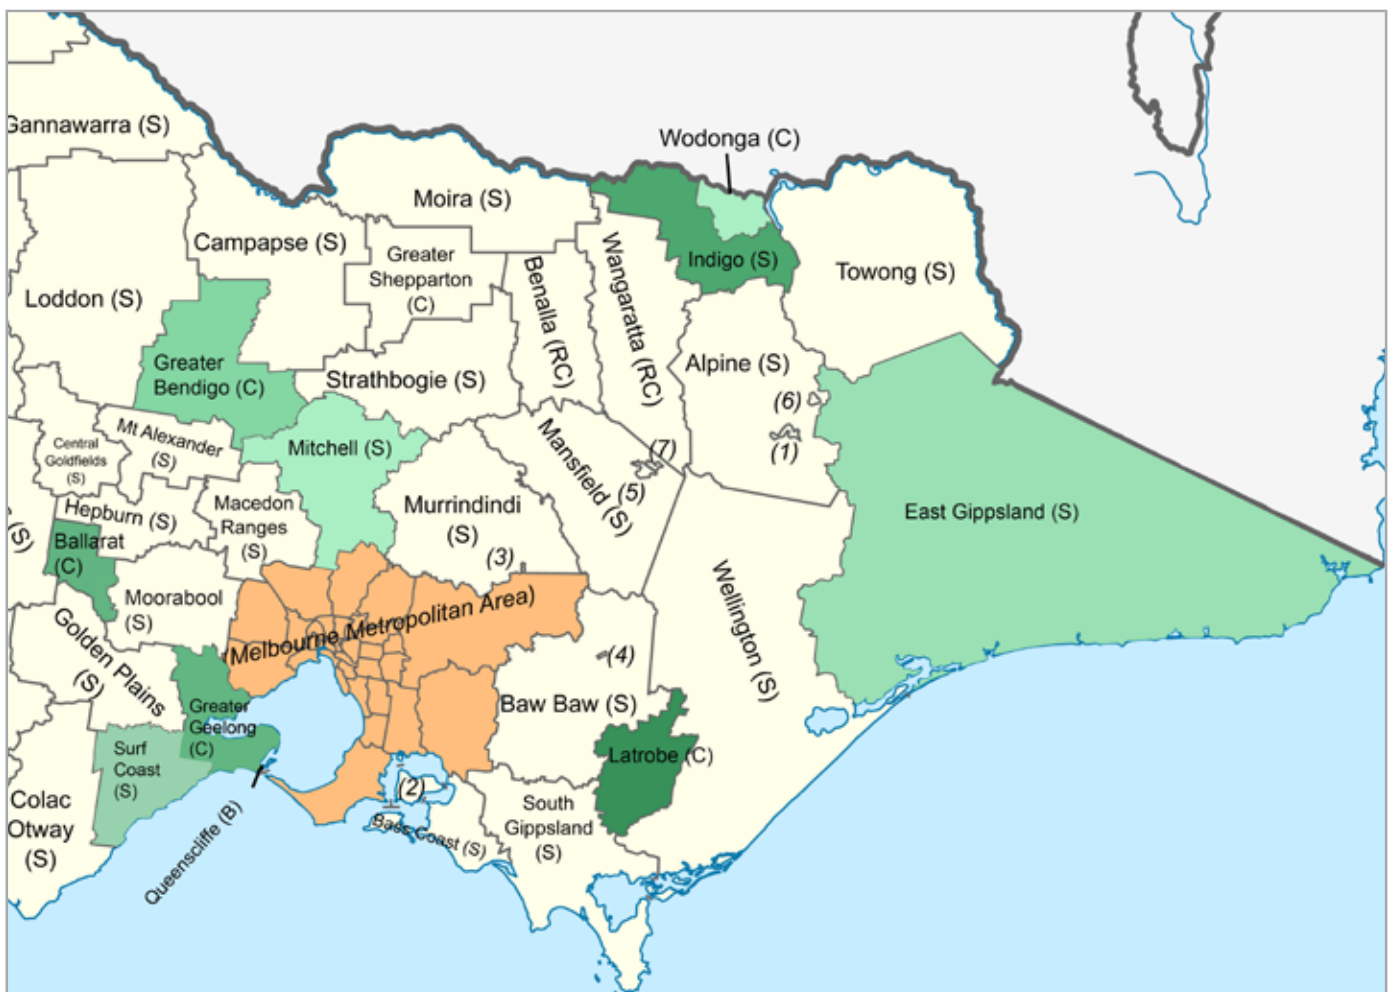 Gannawarra (S)
Wodonga (C)
Moira (S)
Campapse (S)
Greater
Shepparton
(C)
Benalla (RC)
Wangaratta (RC)
Indigo (S)
Towong (S)
Loddon (S)
Greater
Bendigo (C)
Strathbogie (S)
Alpine (S)
(6)
(1)
Central
Goldfields
(S)
Mt Alexander
(S)
Mitchell (S)
Mansfield (S)
(7)
(5)
Hepburn (S)
Macedon
Ranges
(S)
Murrindindi
(S)
(3)
East Gippsland (S)
(S)
Ballarat
(C)
Moorabool
(S)
(Melbourne Metropolitan Area)
Wellington (S)
Golden Plains
(S)
(4)
Baw Baw (S)
Greater
Geelong
(C)
Surf
Coast
(S)
Latrobe (C)
(2)
Colac
Otway
(S)
Queenscliffe (B)
Bass Coast (S)
South
Gippsland
(S)